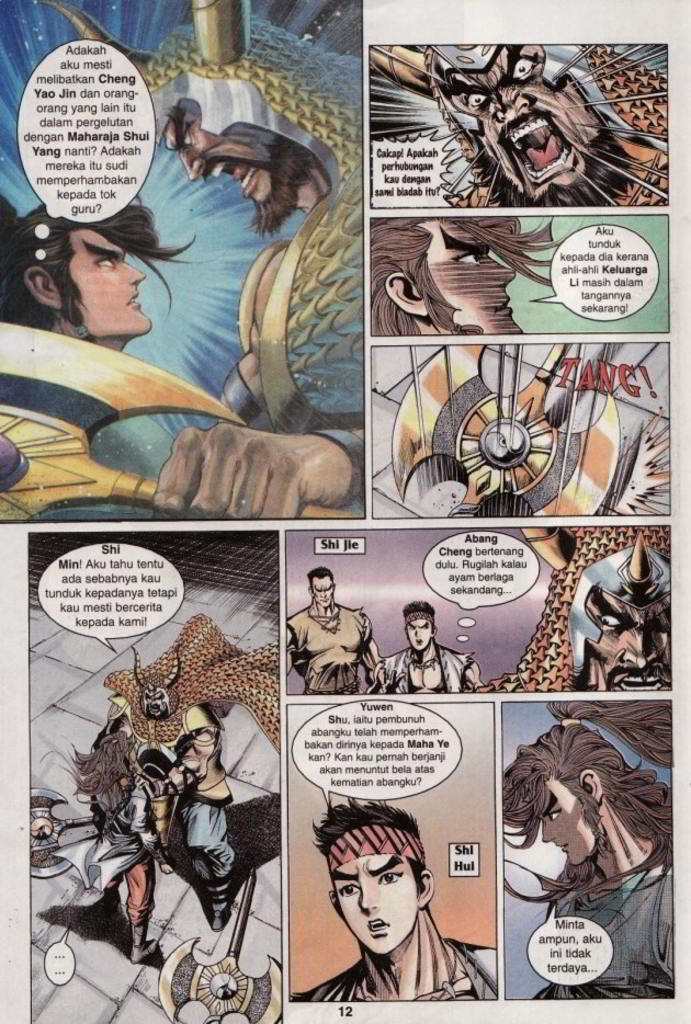 Adakah
aku mesti
melibatkan Cheng
Yao Jin dan orang-
orang yang lain itu
dalam pergelutan
dengan Maharaja Shui
Yang nanti? Adakah
mereka itu sudi
memperhambakan
kepada tok
guru?
Cakap! Apakah
perhubungan
kau dengan
sami biadab itu?
Aku
tunduk
kepada dia kerana
ahli-ahli Keluarga
Li masih dalam
tangannya
sekarang!
TANG!
Shi
Min! Aku tahu tentu
ada sebabnya kau
tunduk kepadanya tetapi
kau mesti bercerita
kepada kami!
...
...
Shi Jie
Abang
Cheng bertenang
dulu. Rugilah kalau
ayam berlaga
sekandang...
Yuwen
Shu, iaitu pembunuh
abangku telah memperham-
bakan dirinya kepada Maha Ye
kan? Kan kau pernah berjanji
akan menuntut bela atas
kematian abangku?
Shi
Hui
Minta
ampun, aku
ini tidak
terdaya...
12